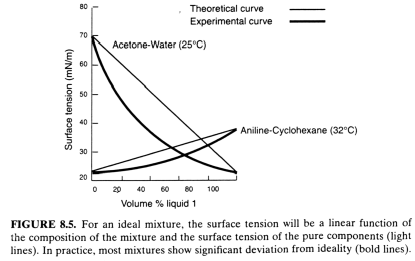 Theoretical curve
Experimental curve
80
70
60
50
40
30
20
Surface tension (mN/m)
Acetone-Water (25°C)
Aniline-Cyclohexane (32°C)
0 20 40 60 80 100
Volume % liquid 1
FIGURE 8.5. For an ideal mixture, the surface tension will be a linear function of
the composition of the mixture and the surface tension of the pure components (light
lines). In practice, most mixtures show significant deviation from ideality (bold lines).